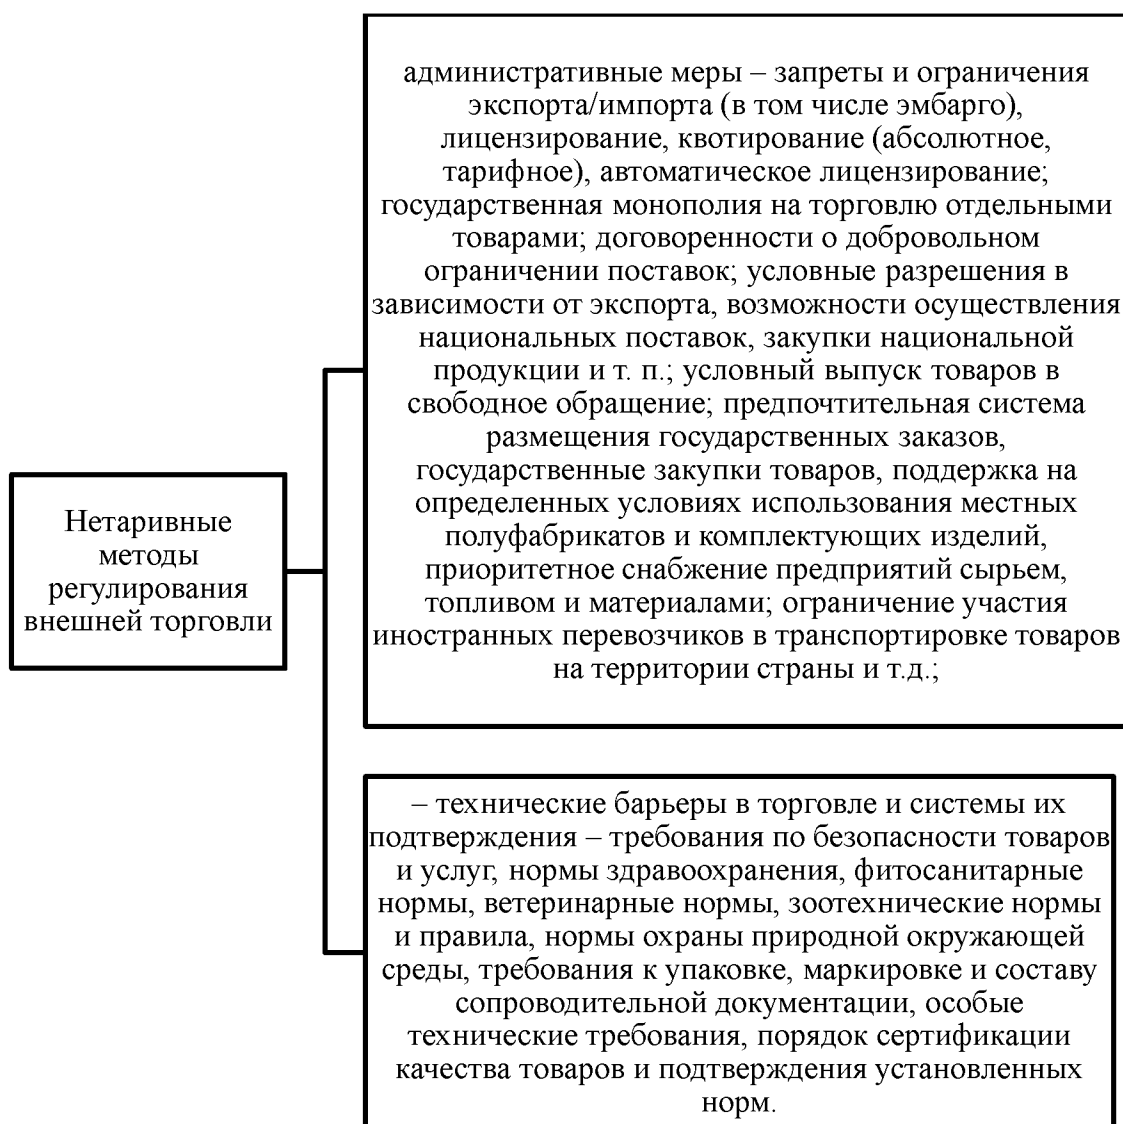 Нетаривные
методы
регулирования
внешней торговли
административные меры – запреты и ограничения
экспорта/импорта (в том числе эмбарго),
лицензирование, квотирование (абсолютное,
тарифное), автоматическое лицензирование;
государственная монополия на торговлю отдельными
товарами; договоренности о добровольном
ограничении поставок; условные разрешения в
зависимости от экспорта, возможности осуществления
национальных поставок, закупки национальной
продукции и т. п.; условный выпуск товаров в
свободное обращение; предпочтительная система
размещения государственных заказов,
государственные закупки товаров, поддержка на
определенных условиях использования местных
полуфабрикатов и комплектующих изделий,
приоритетное снабжение предприятий сырьем,
топливом и материалами; ограничение участия
иностранных перевозчиков в транспортировке товаров
на территории страны и т.д.;
– технические барьеры в торговле и системы их
подтверждения – требования по безопасности товаров
и услуг, нормы здравоохранения, фитосанитарные
нормы, ветеринарные нормы, зоотехнические нормы
и правила, нормы охраны природной окружающей
среды, требования к упаковке, маркировке и составу
сопроводительной документации, особые
технические требования, порядок сертификации
качества товаров и подтверждения установленных
норм.